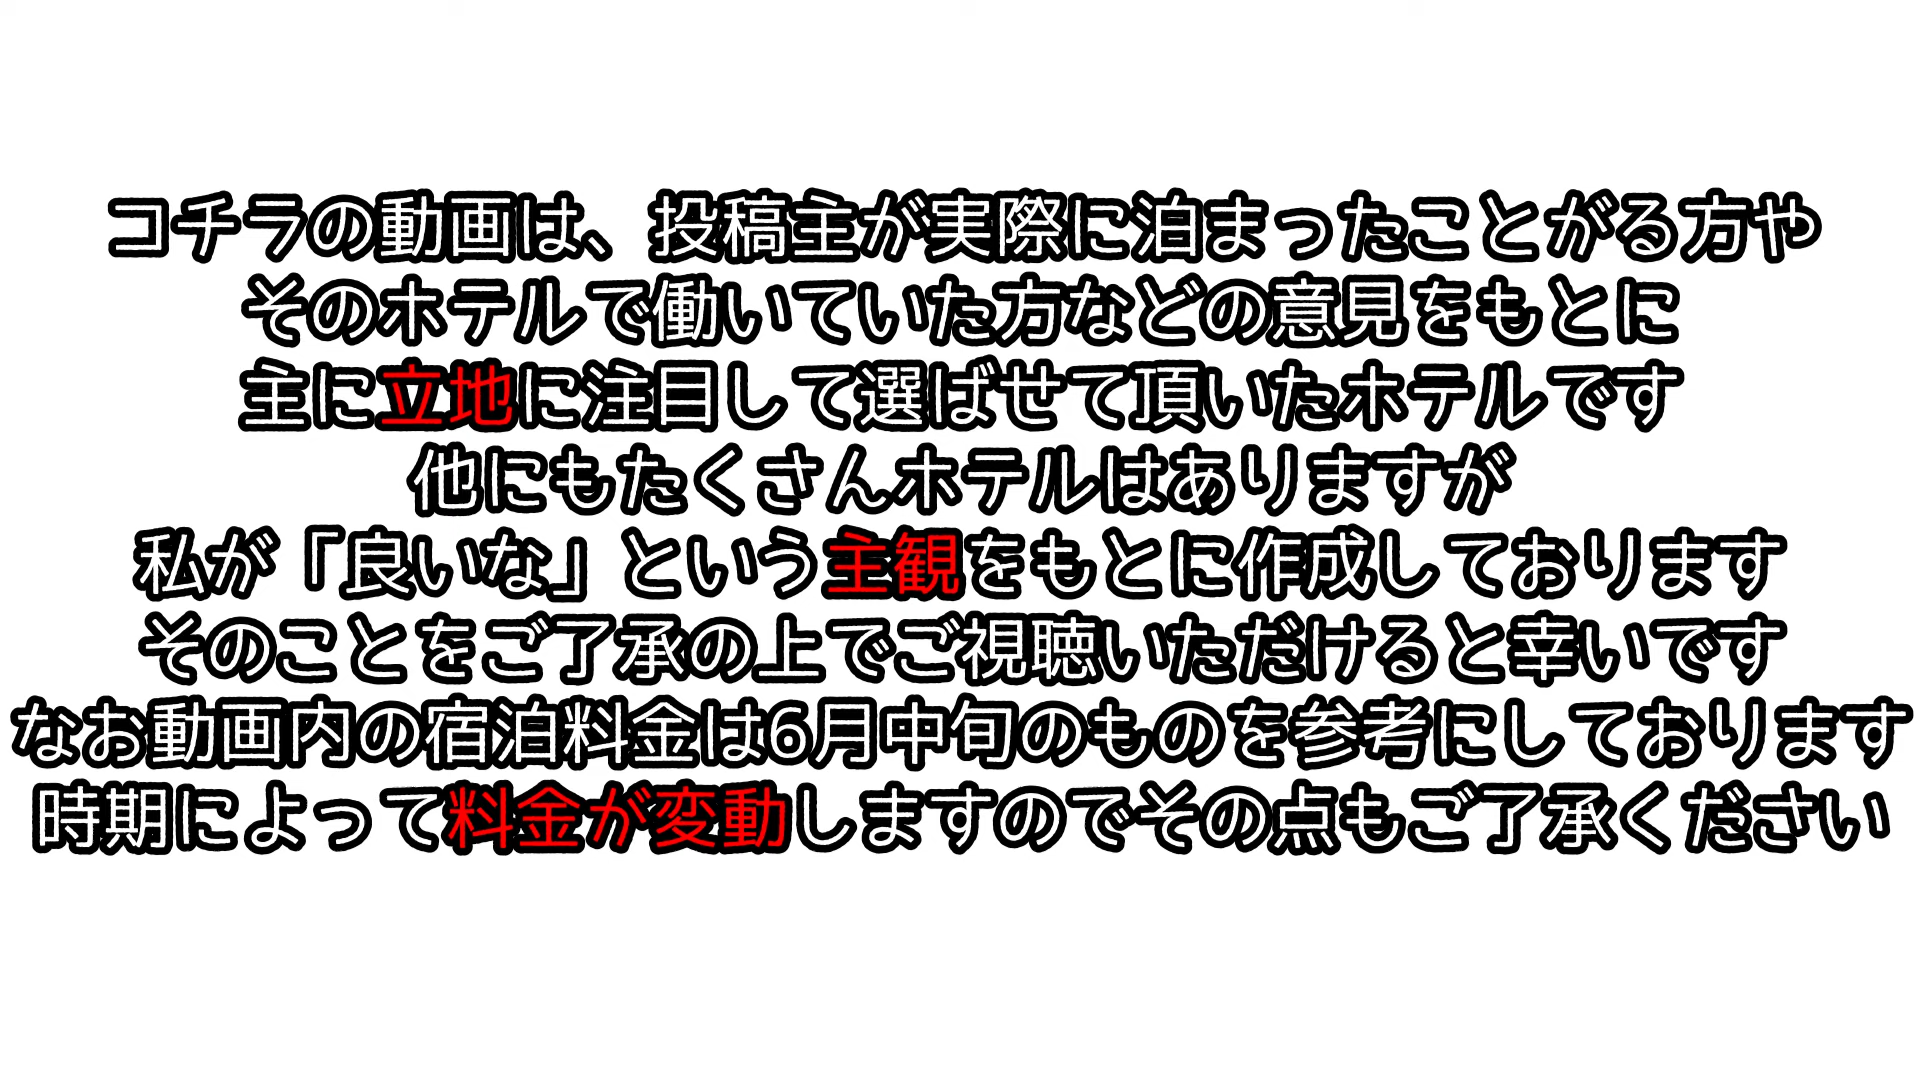 コチラの動画は、投稿主が実際に泊まったことがる方や
そのホテルで働いていた方などの意見をもとに
主に立地に注目して選ばせて頂いたホテルです
他にもたくさんホテルはありますが
私が「良いな」という主観をもとに作成しております
そのことをご了承の上でご視聴いただけると幸いです
なお動画内の宿泊料金は6月中旬のものを参考にしております
時期によって料金が変動しますのでその点もご了承ください